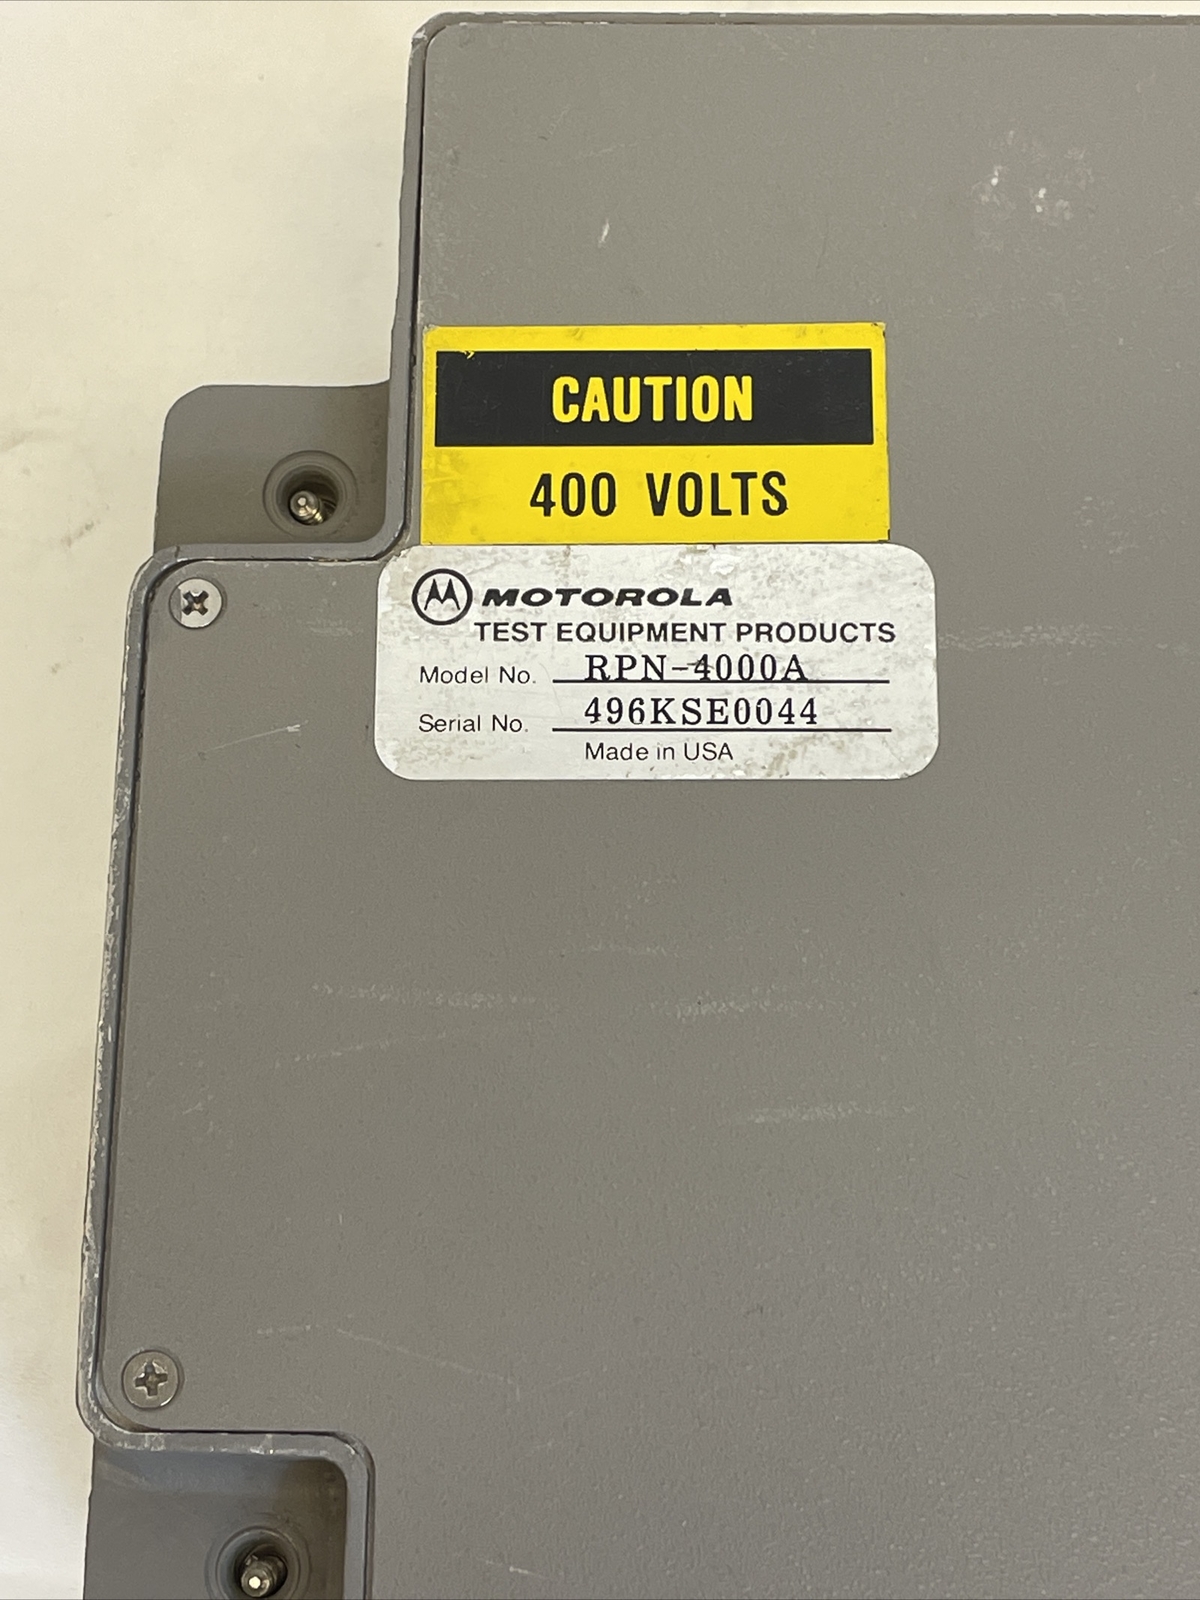 CAUTION
400 VOLTS
MOTOROLA
TEST EQUIPMENT PRODUCTS
Model No. RPN-4000A
Serial No. 496KSE0044
Made in USA